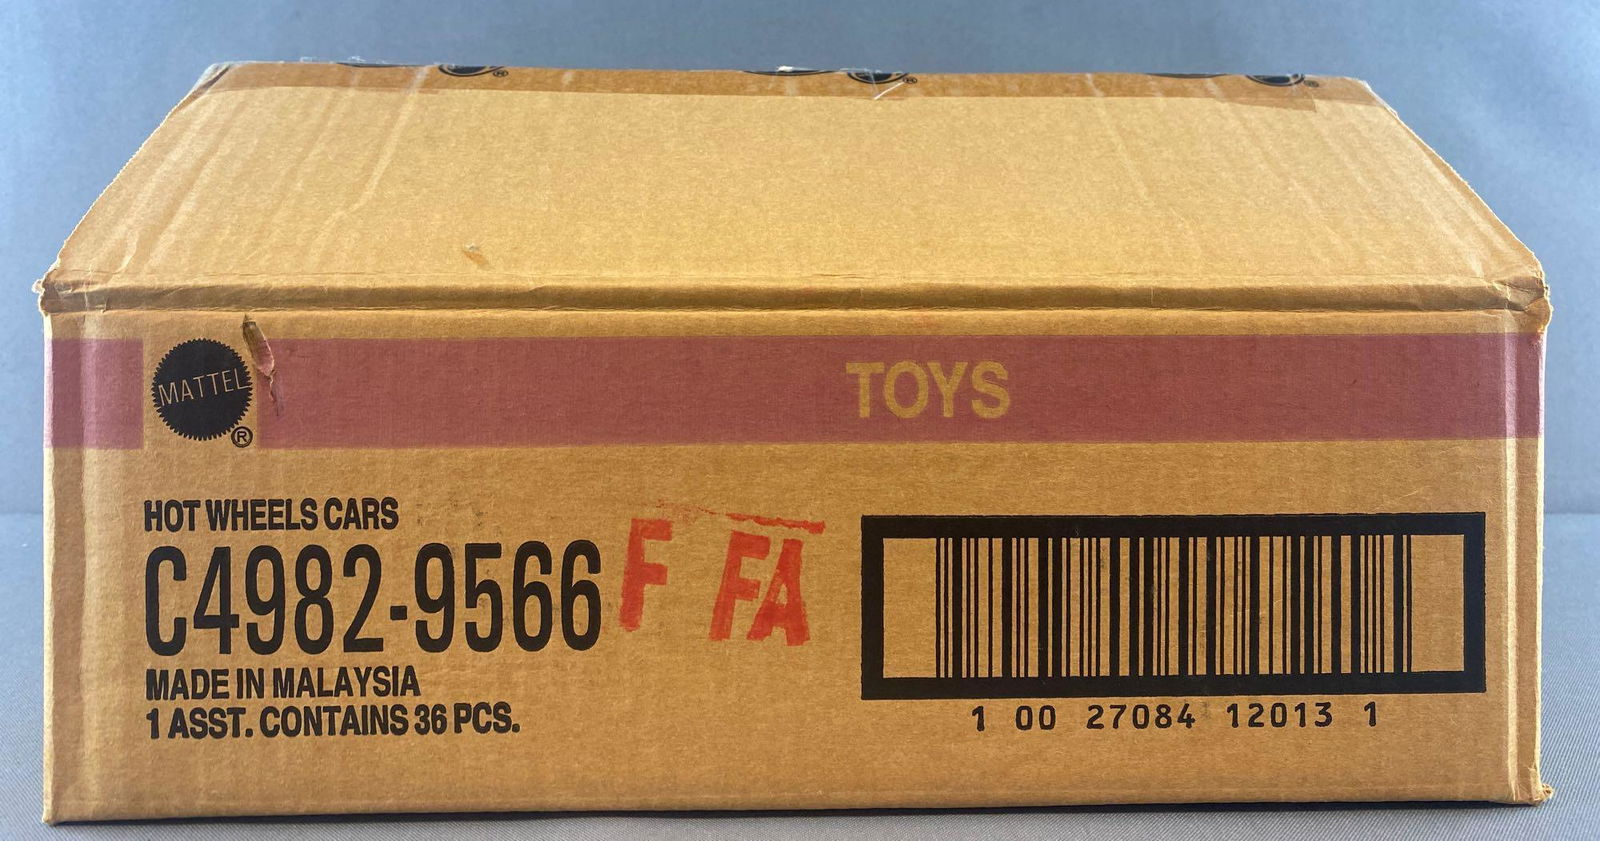 MATTEL
®
TOYS
HOT WHEELS CARS
C4982-9566
F FA
MADE IN MALAYSIA
1 ASST. CONTAINS 36 PCS.
1 00 27084 12013 1